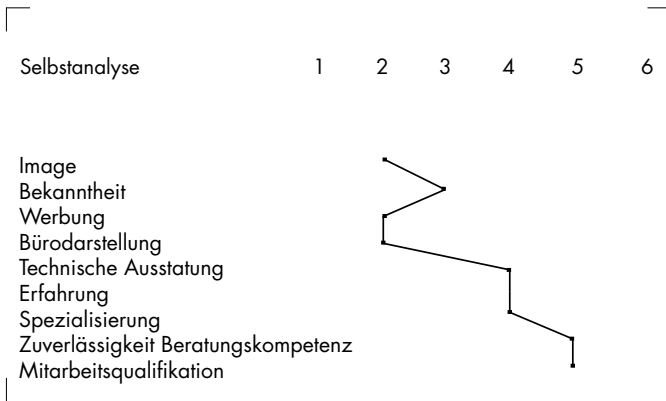 Selbstanalyse 1 2 3 4 5 6
Image
Bekanntheit
Werbung
Bürodarstellung
Technische Ausstatung
Erfahrung
Spezialisierung
Zuverlässigkeit Beratungskompetenz
Mitarbeitsqualifikation